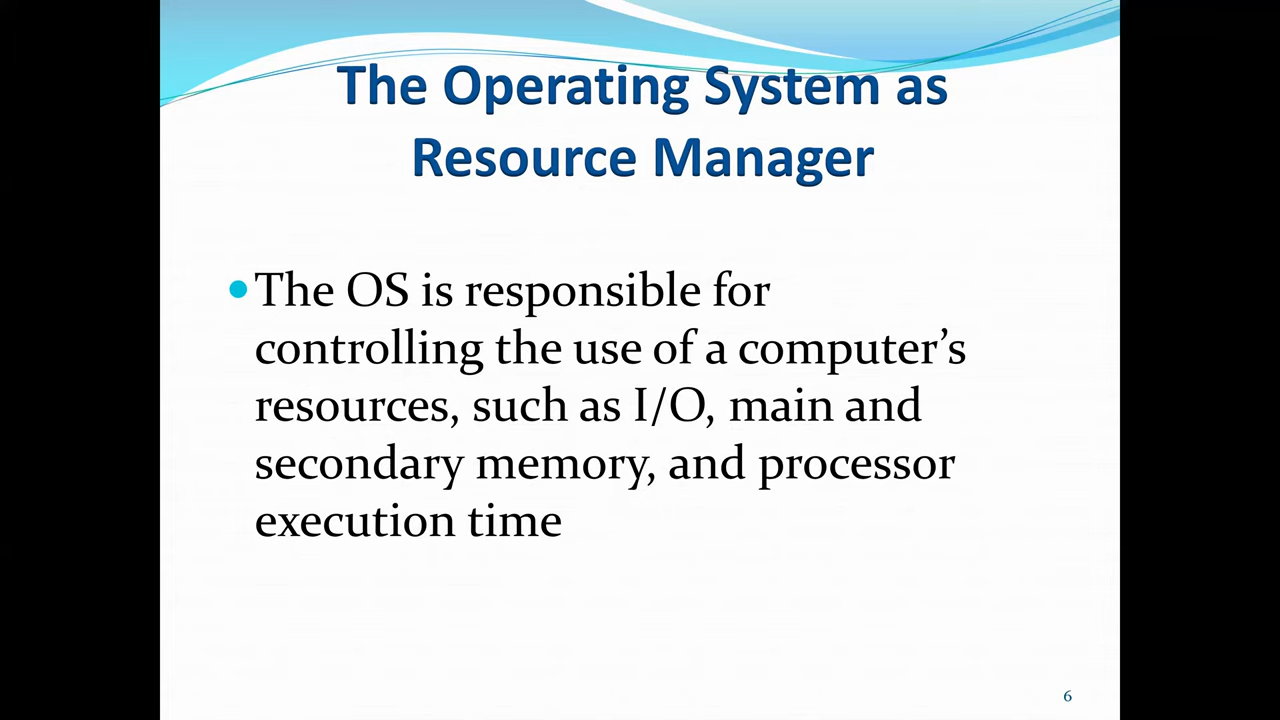 The Operating System as
Resource Manager
•The OS is responsible for
controlling the use of a computer’s
resources, such as I/O, main and
secondary memory, and processor
execution time
6